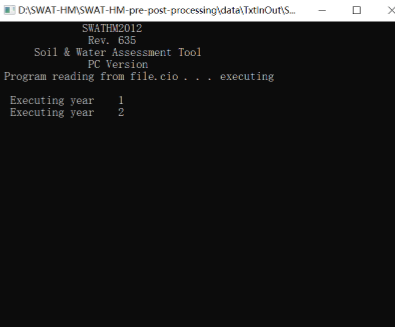 D:\SWAT-HM\SWAT-HM-pre-post-processing\data\TxtInOut\S...
SWATHM2012
Rev. 635
Soil & Water Assessment Tool
PC Version
Program reading from file.cio . . . executing
Executing year 1
Executing year 2